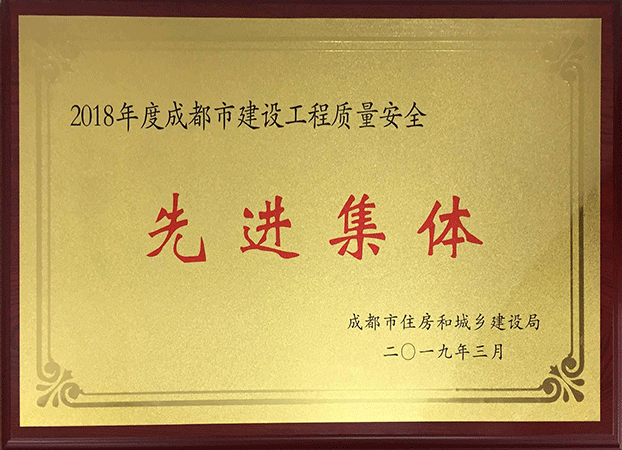 2018年度成都市建设工程质量安全
先进集体
成都市住房和城乡建设局
二〇一九年三月